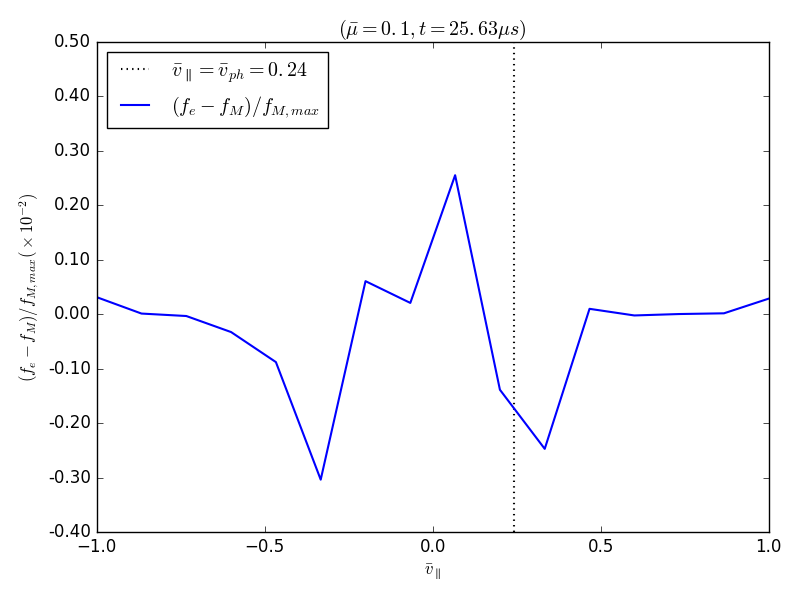 (μ̄ = 0.1, t = 25.63μs)
v̄∥ = v̄ph = 0.24
(fe − fM)/fM,max
0.50
0.40
0.30
0.20
0.10
0.00
-0.10
-0.20
-0.30
-0.40
(fe − fM)/fM,max(×10⁻²)
−1.0 −0.5 0.0 0.5 1.0
v̄∥